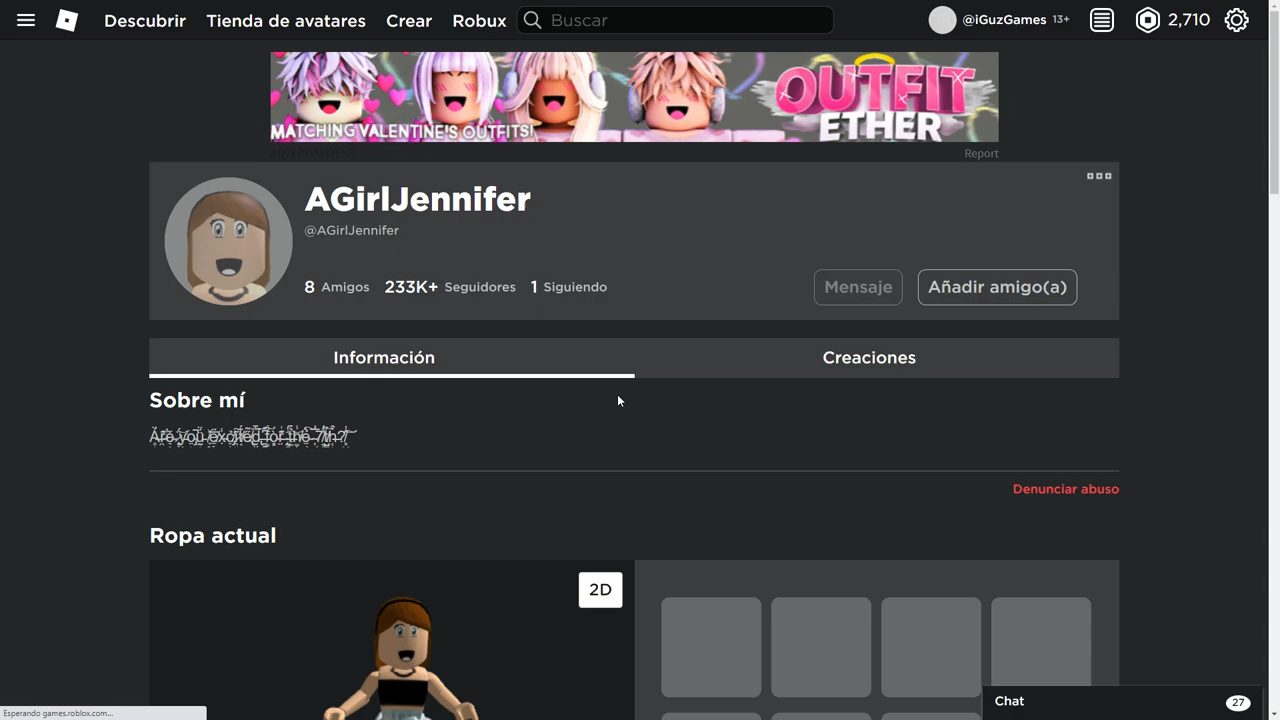 Descubrir Tienda de avatares Crear Robux Buscar @iGuzGames 13+ 2,710
MATCHING VALENTINE'S OUTFITS! OUTFIT ETHER
ADVERTISEMENT Report
AGirlJennifer
@AGirlJennifer
8 Amigos 233K+ Seguidores 1 Siguiendo Mensaje Añadir amigo(a)
Información Creaciones
Sobre mí
Are you excited for the 7th?
Denunciar abuso
Ropa actual
2D
Chat 27
Esperando games.roblox.com...